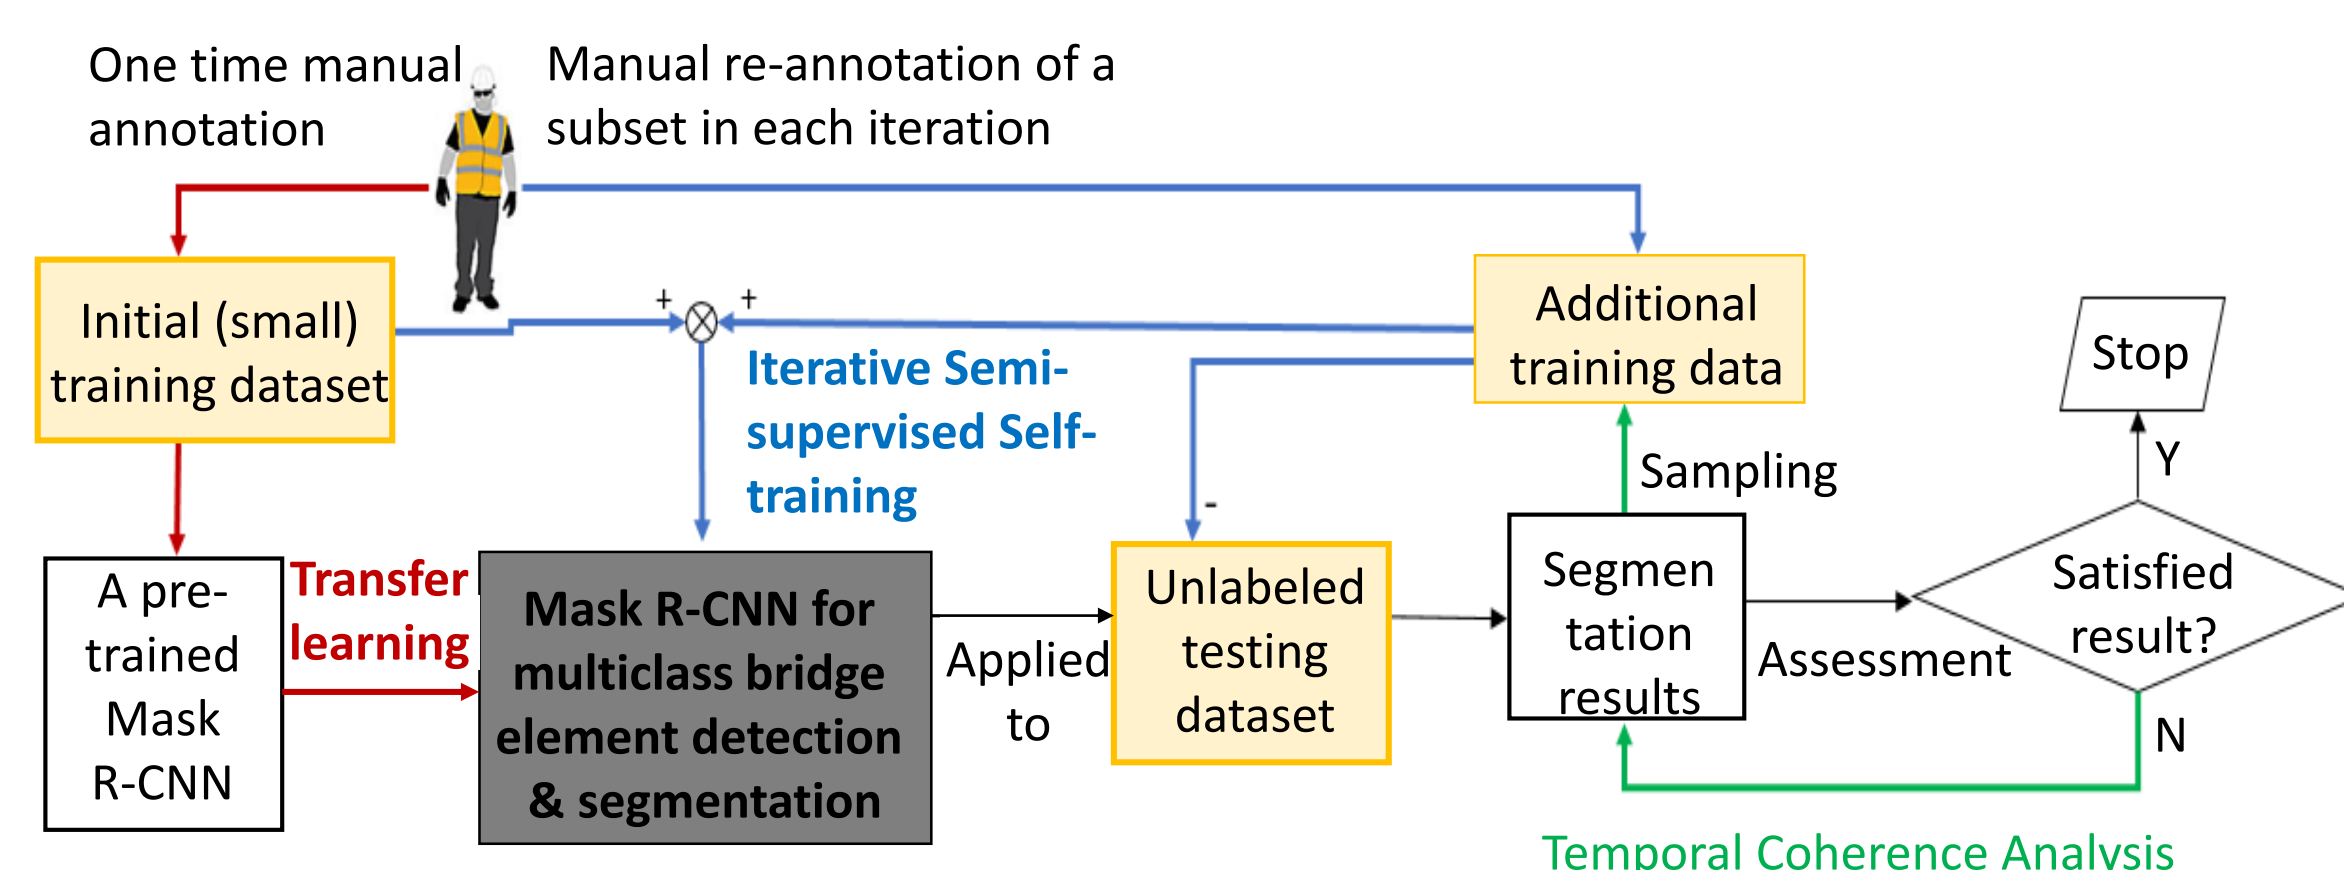 One time manual
annotation
Manual re-annotation of a
subset in each iteration
Initial (small)
training dataset
+
+
Additional
training data
Stop
Iterative Semi-
supervised Self-
training
Sampling
Y
-
A pre-
trained
Mask
R-CNN
Transfer
learning
Mask R-CNN for
multiclass bridge
element detection
& segmentation
Applied
to
Unlabeled
testing
dataset
Segmen
tation
results
Assessment
Satisfied
result?
N
Temporal Coherence Analysis